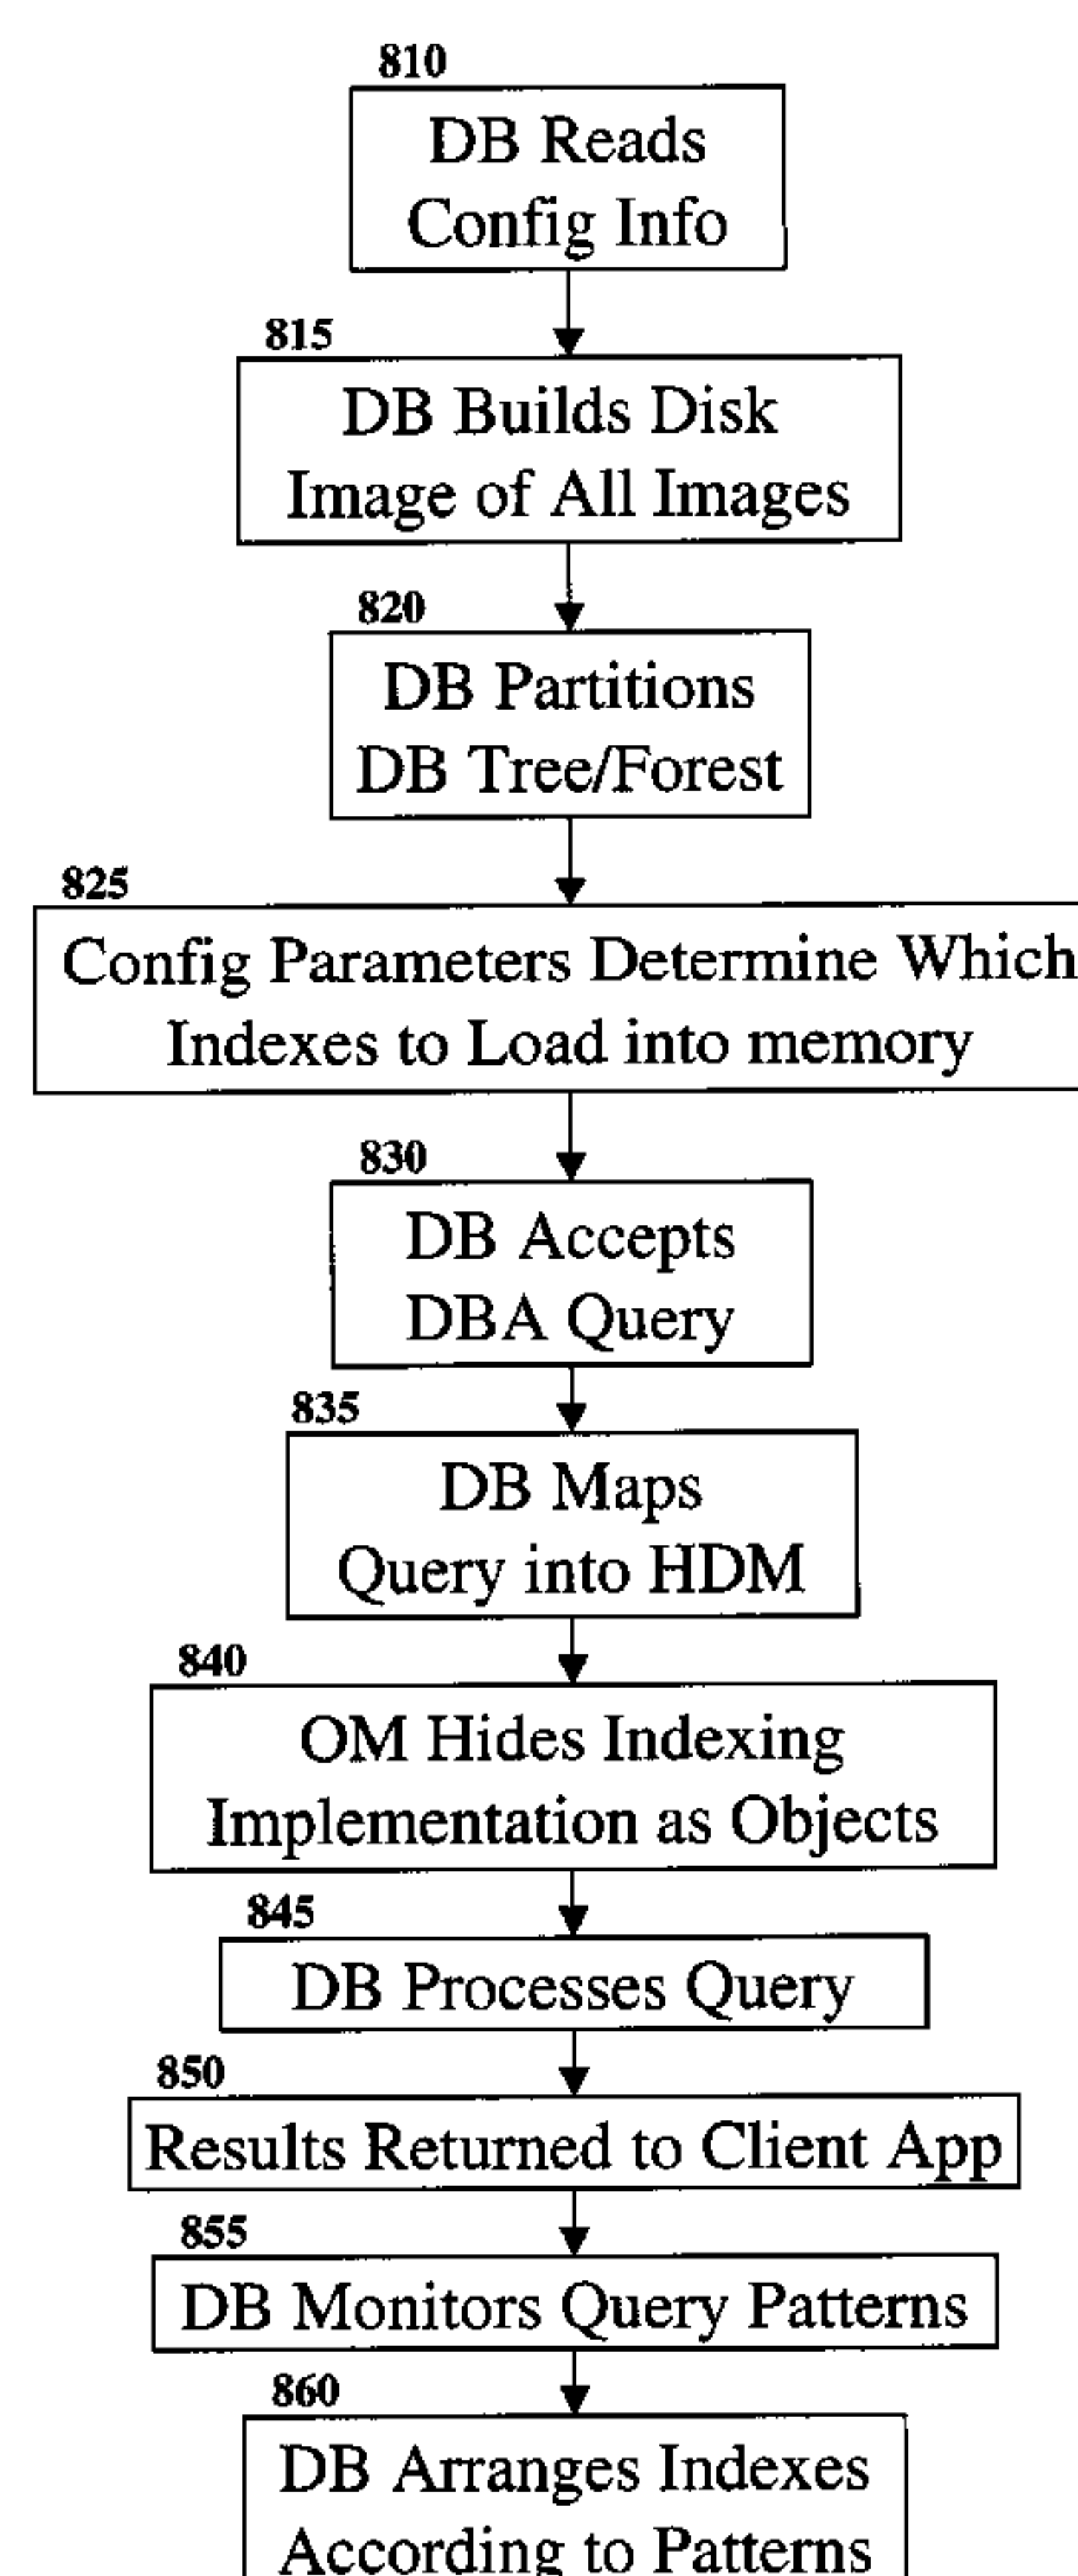 810
DB Reads
Config Info
815
DB Builds Disk
Image of All Images
820
DB Partitions
DB Tree/Forest
825
Config Parameters Determine Which
Indexes to Load into memory
830
DB Accepts
DBA Query
835
DB Maps
Query into HDM
840
OM Hides Indexing
Implementation as Objects
845
DB Processes Query
850
Results Returned to Client App
855
DB Monitors Query Patterns
860
DB Arranges Indexes
According to Patterns